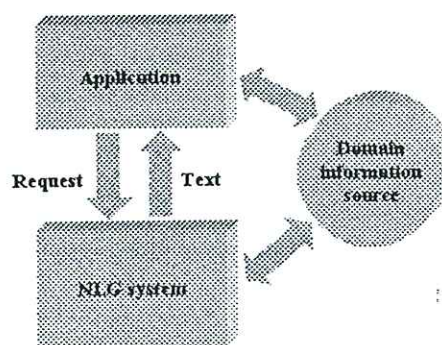 Application
Domain
information
source
Request
Text
NLG system